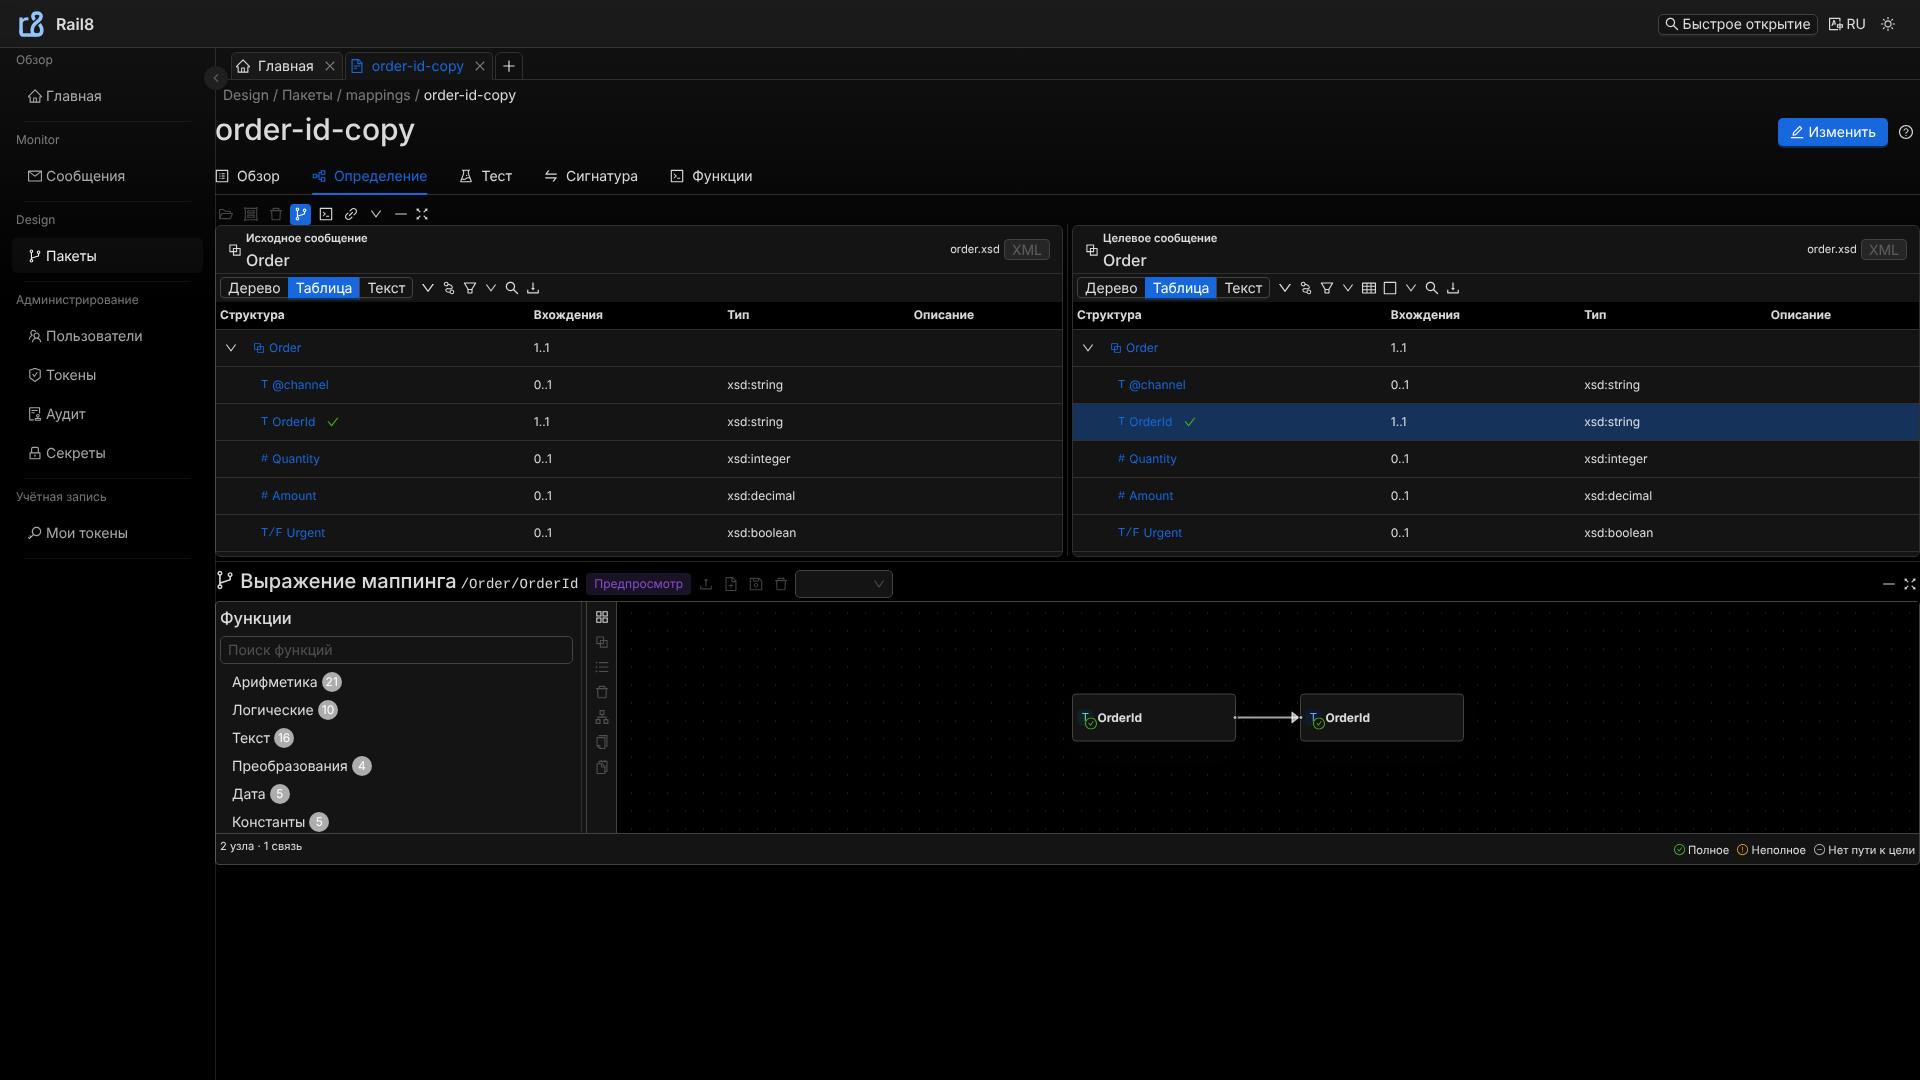 Rail8
Быстрое открытие
RU
Обзор
Главная
Monitor
Сообщения
Design
Пакеты
Администрирование
Пользователи
Токены
Аудит
Секреты
Учётная запись
Мои токены
Главная
order-id-copy
Design / Пакеты / mappings / order-id-copy
order-id-copy
Изменить
Обзор
Определение
Тест
Сигнатура
Функции
Исходное сообщение
Order
order.xsd XML
Дерево Таблица Текст
Структура Вхождения Тип Описание
Order 1..1
T @channel 0..1 xsd:string
T OrderId 1..1 xsd:string
# Quantity 0..1 xsd:integer
# Amount 0..1 xsd:decimal
T/F Urgent 0..1 xsd:boolean
Целевое сообщение
Order
order.xsd XML
Дерево Таблица Текст
Структура Вхождения Тип Описание
Order 1..1
T @channel 0..1 xsd:string
T OrderId 1..1 xsd:string
# Quantity 0..1 xsd:integer
# Amount 0..1 xsd:decimal
T/F Urgent 0..1 xsd:boolean
Выражение маппинга /Order/OrderId Предпросмотр
Функции
Поиск функций
Арифметика 21
Логические 10
Текст 16
Преобразования 4
Дата 5
Константы 5
T OrderId
T OrderId
2 узла · 1 связь
Полное Неполное Нет пути к цели